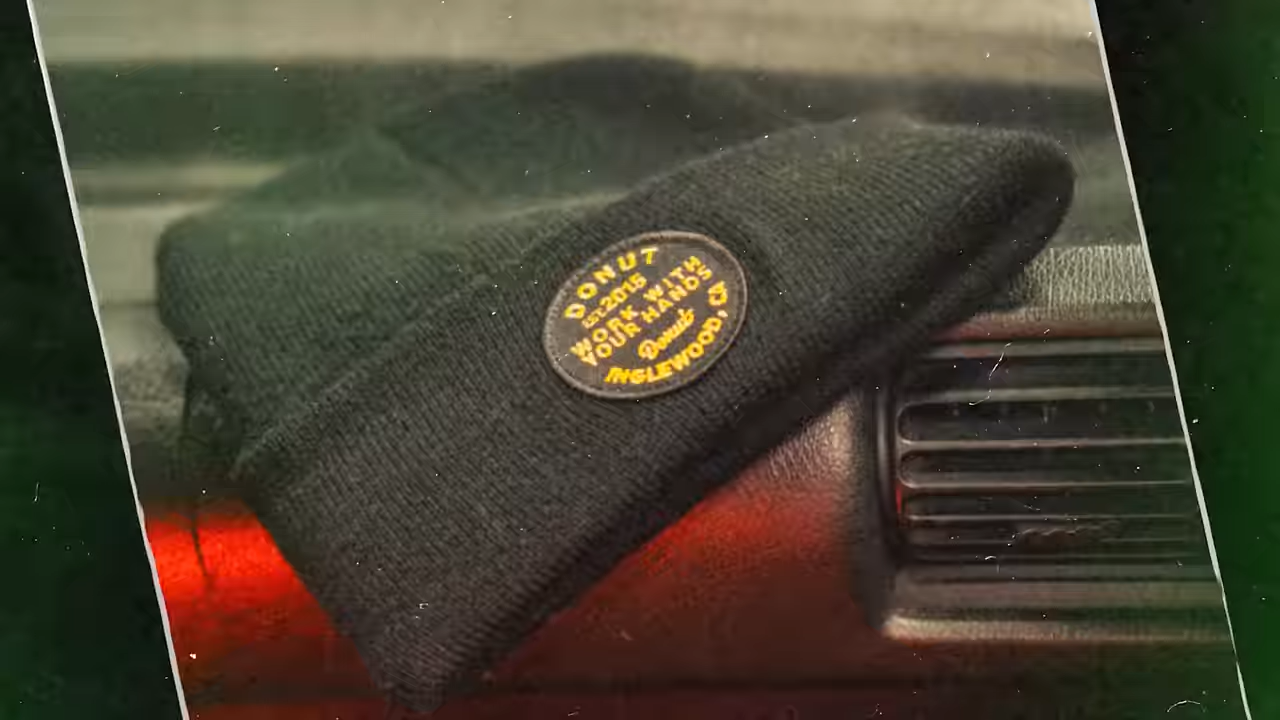 DONUT
EST.2015
WORK WITH
YOUR HANDS
Donut
INGLEWOOD, CA